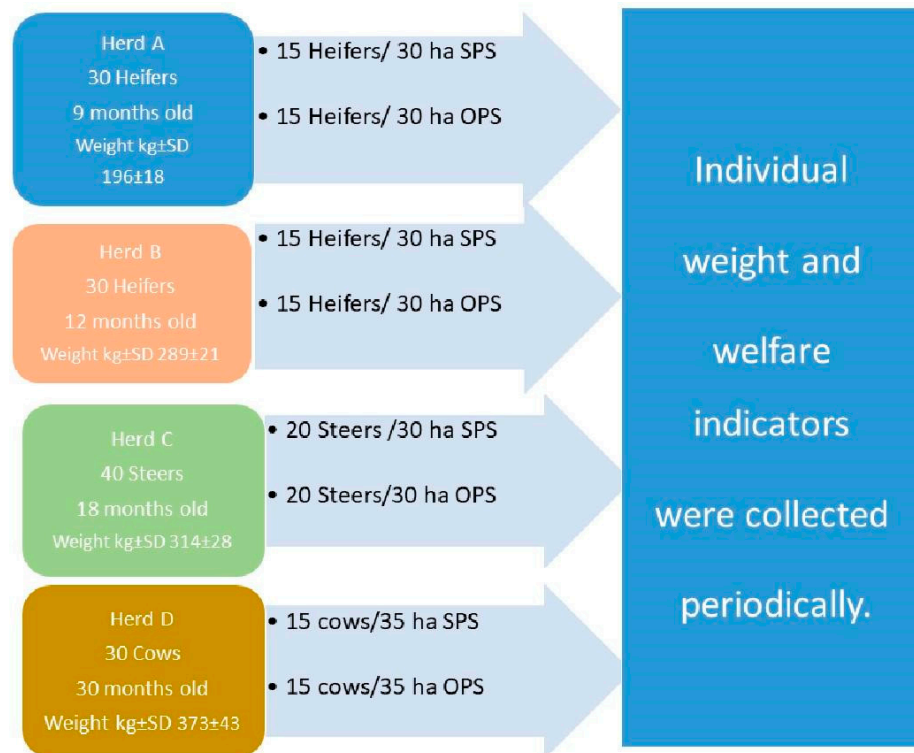 Herd A
30 Heifers
9 months old
Weight kg±SD
196±18
• 15 Heifers/ 30 ha SPS
• 15 Heifers/ 30 ha OPS
Herd B
30 Heifers
12 months old
Weight kg±SD 289±21
• 15 Heifers/ 30 ha SPS
• 15 Heifers/ 30 ha OPS
Herd C
40 Steers
18 months old
Weight kg±SD 314±28
• 20 Steers /30 ha SPS
• 20 Steers/30 ha OPS
Herd D
30 Cows
30 months old
Weight kg±SD 373±43
• 15 cows/35 ha SPS
• 15 cows/35 ha OPS
Individual
weight and
welfare
indicators
were collected
periodically.